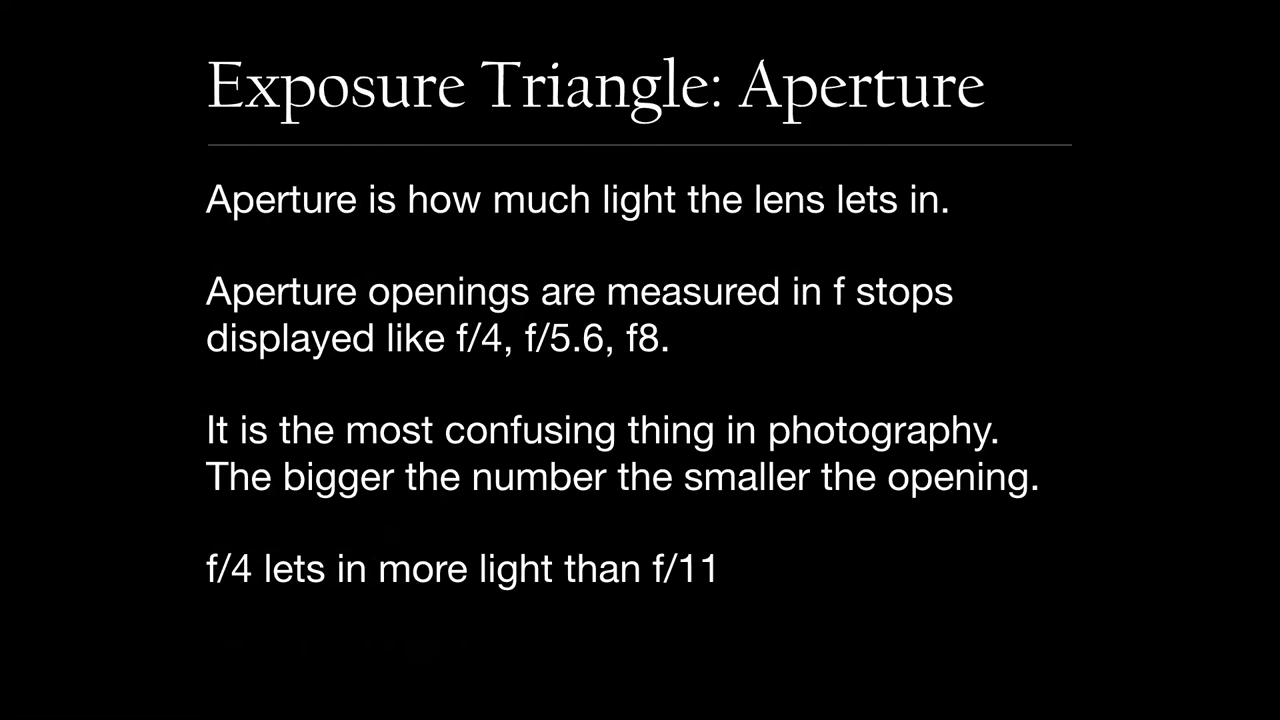 Exposure Triangle: Aperture
Aperture is how much light the lens lets in.
Aperture openings are measured in f stops
displayed like f/4, f/5.6, f8.
It is the most confusing thing in photography.
The bigger the number the smaller the opening.
f/4 lets in more light than f/11